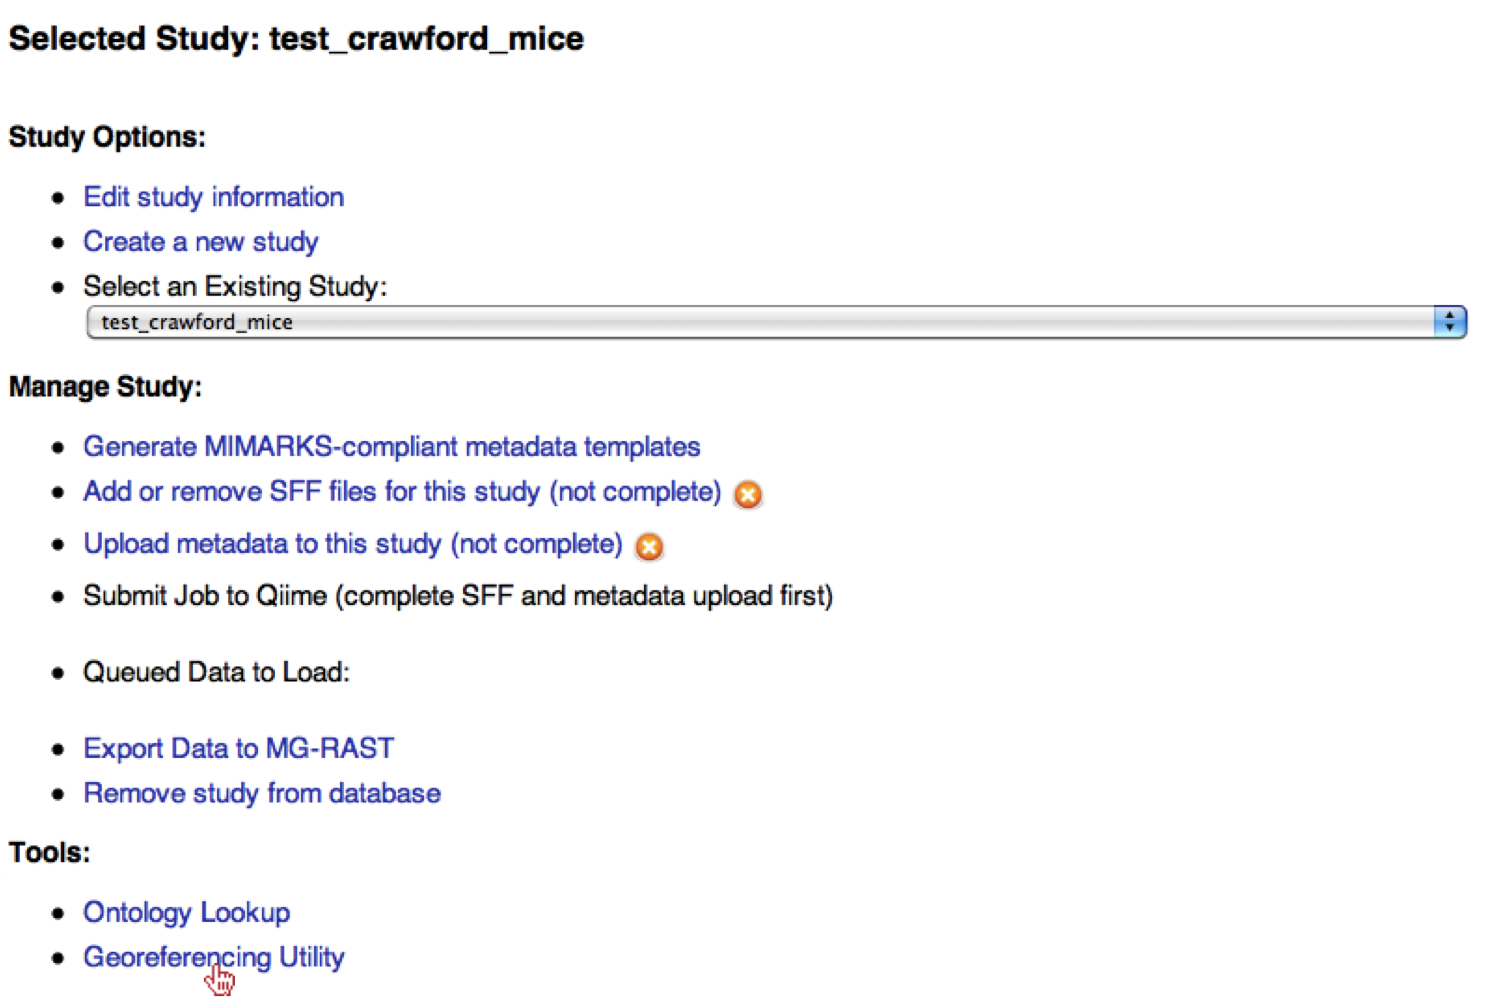 Selected Study: test_crawford_mice
Study Options:
Edit study information
Create a new study
Select an Existing Study:
test_crawford_mice
Manage Study:
Generate MIMARKS-compliant metadata templates
Add or remove SFF files for this study (not complete)
Upload metadata to this study (not complete)
Submit Job to Qiime (complete SFF and metadata upload first)
Queued Data to Load:
Export Data to MG-RAST
Remove study from database
Tools:
Ontology Lookup
Georeferencing Utility